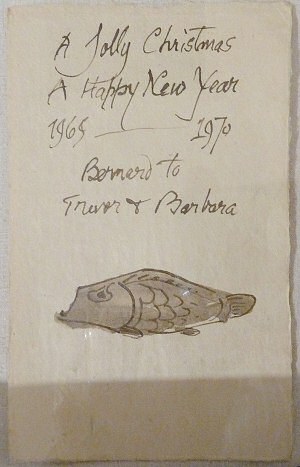 A Jolly Christmas
A Happy New Year
1969 — 1970
Bernard to
Trevor & Barbara